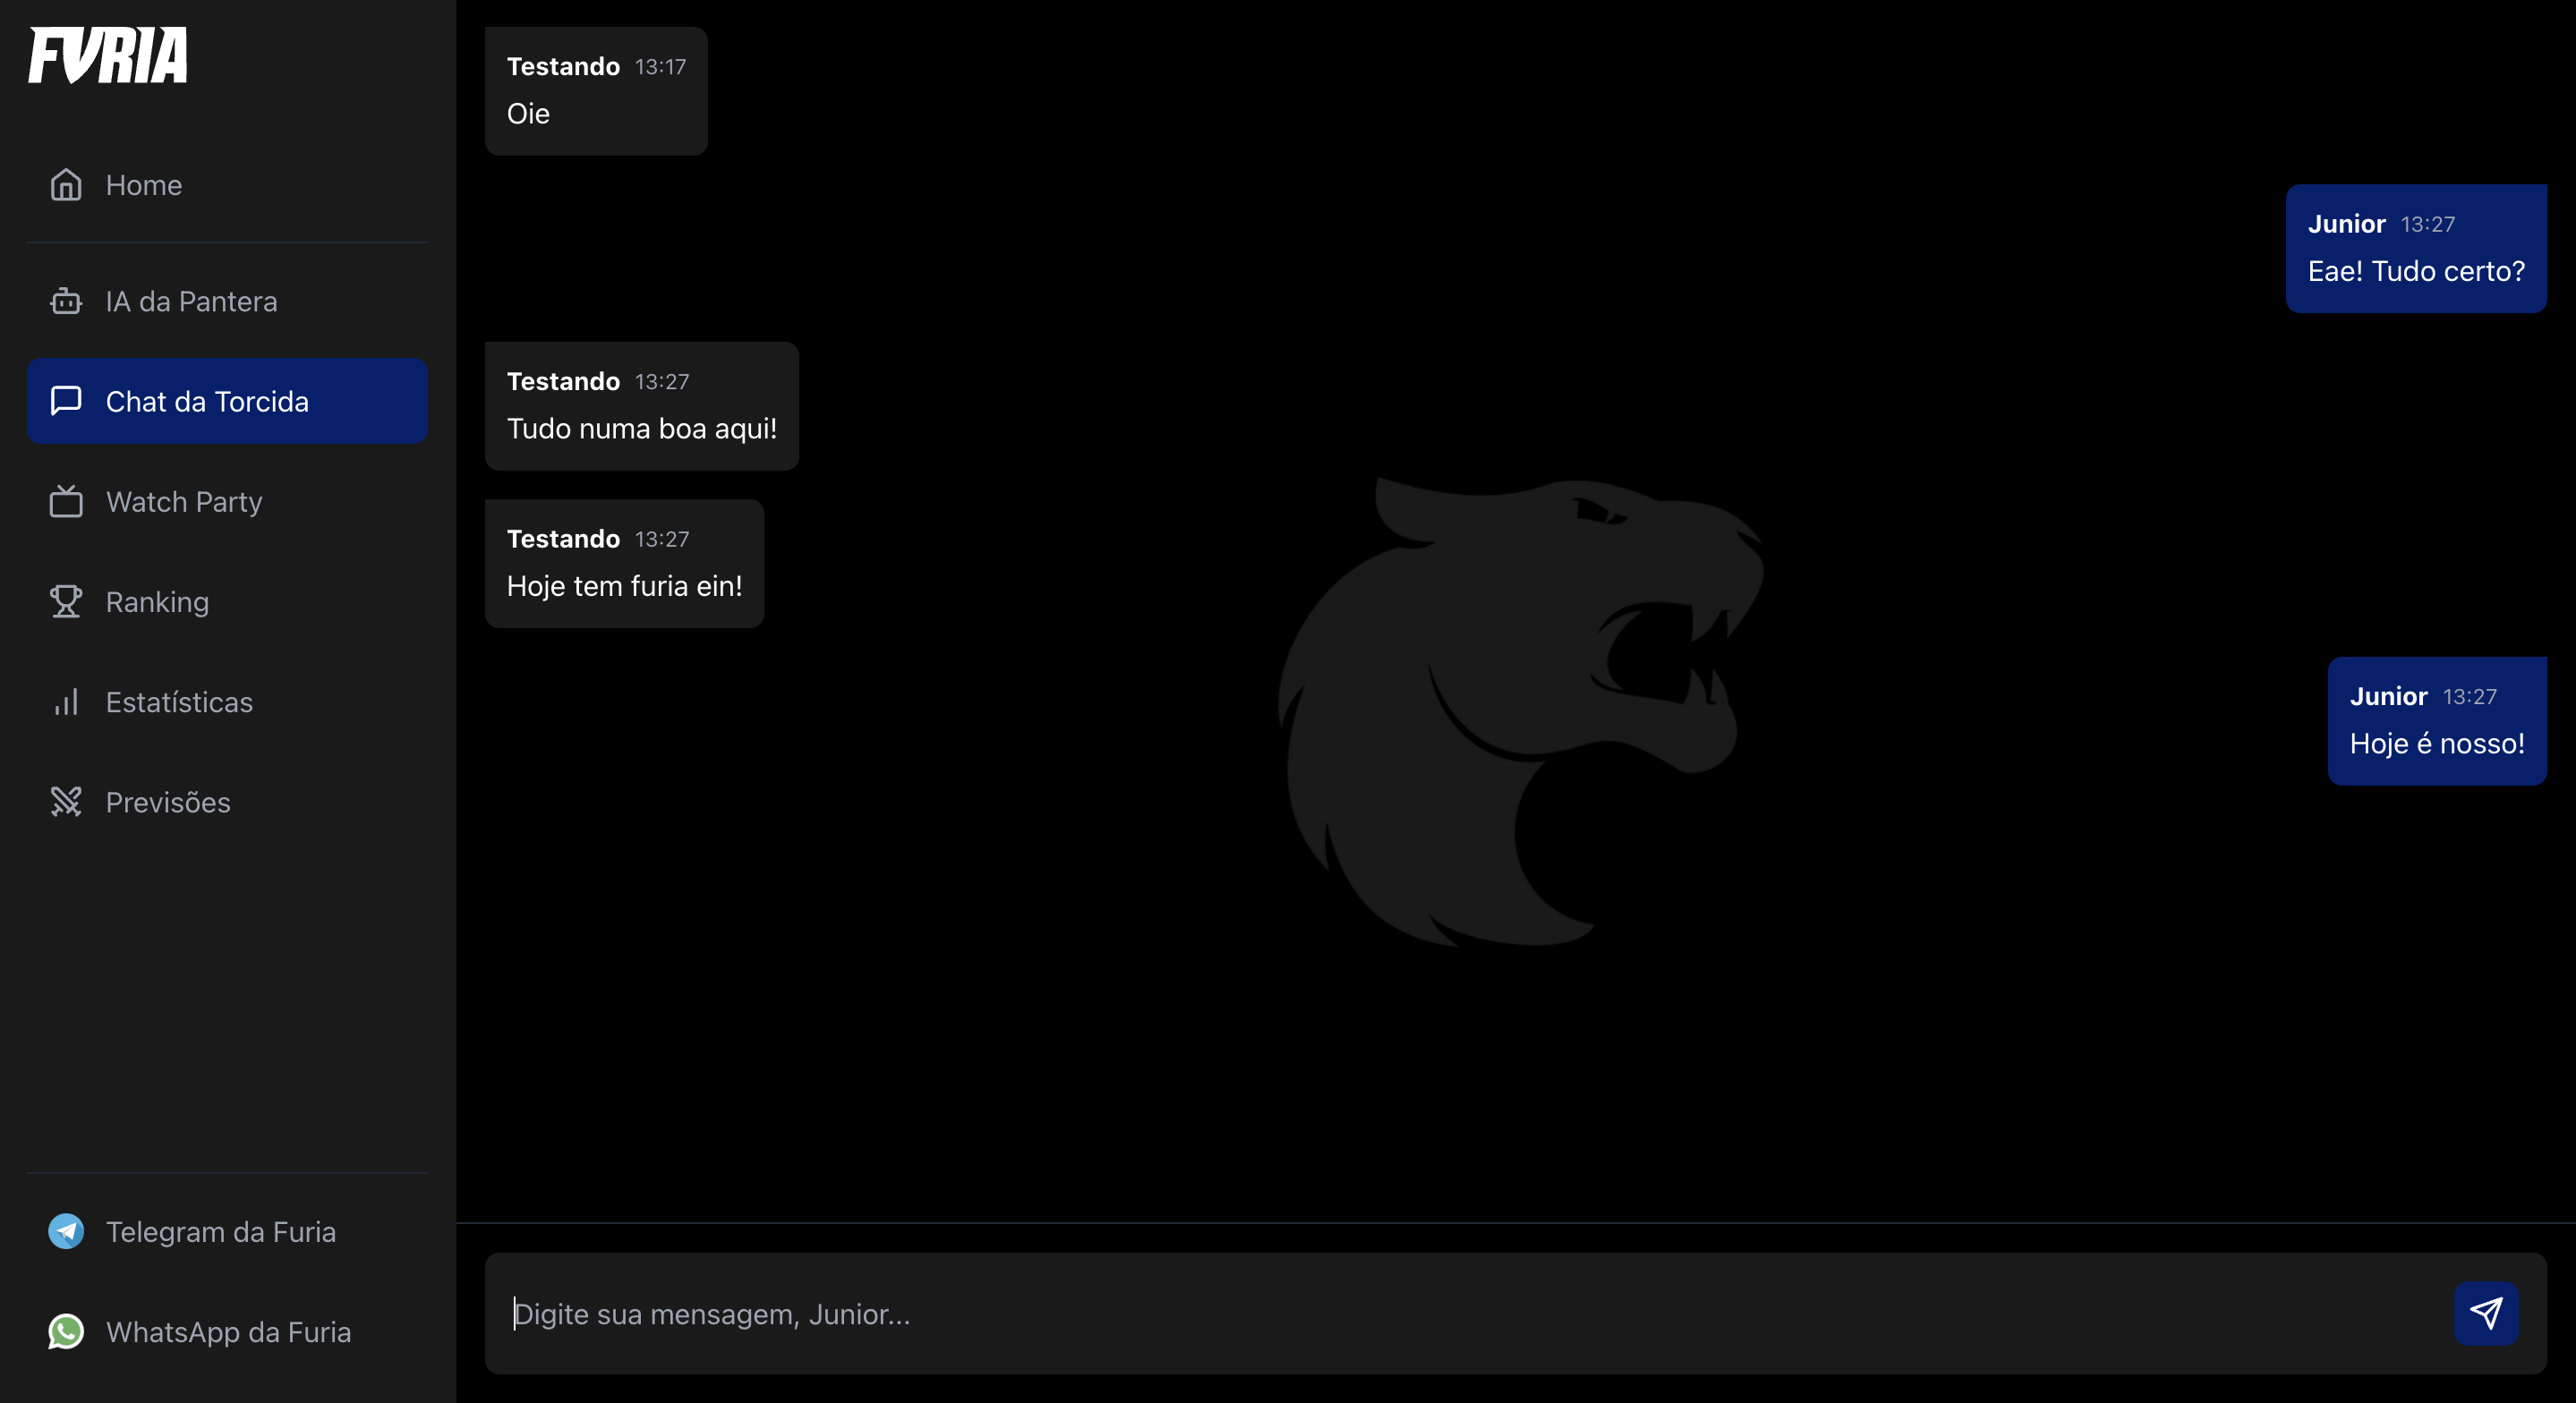 FURIA
Home
IA da Pantera
Chat da Torcida
Watch Party
Ranking
Estatísticas
Previsões
Telegram da Furia
WhatsApp da Furia
Testando 13:17
Oie
Junior 13:27
Eae! Tudo certo?
Testando 13:27
Tudo numa boa aqui!
Testando 13:27
Hoje tem furia ein!
Junior 13:27
Hoje é nosso!
Digite sua mensagem, Junior...